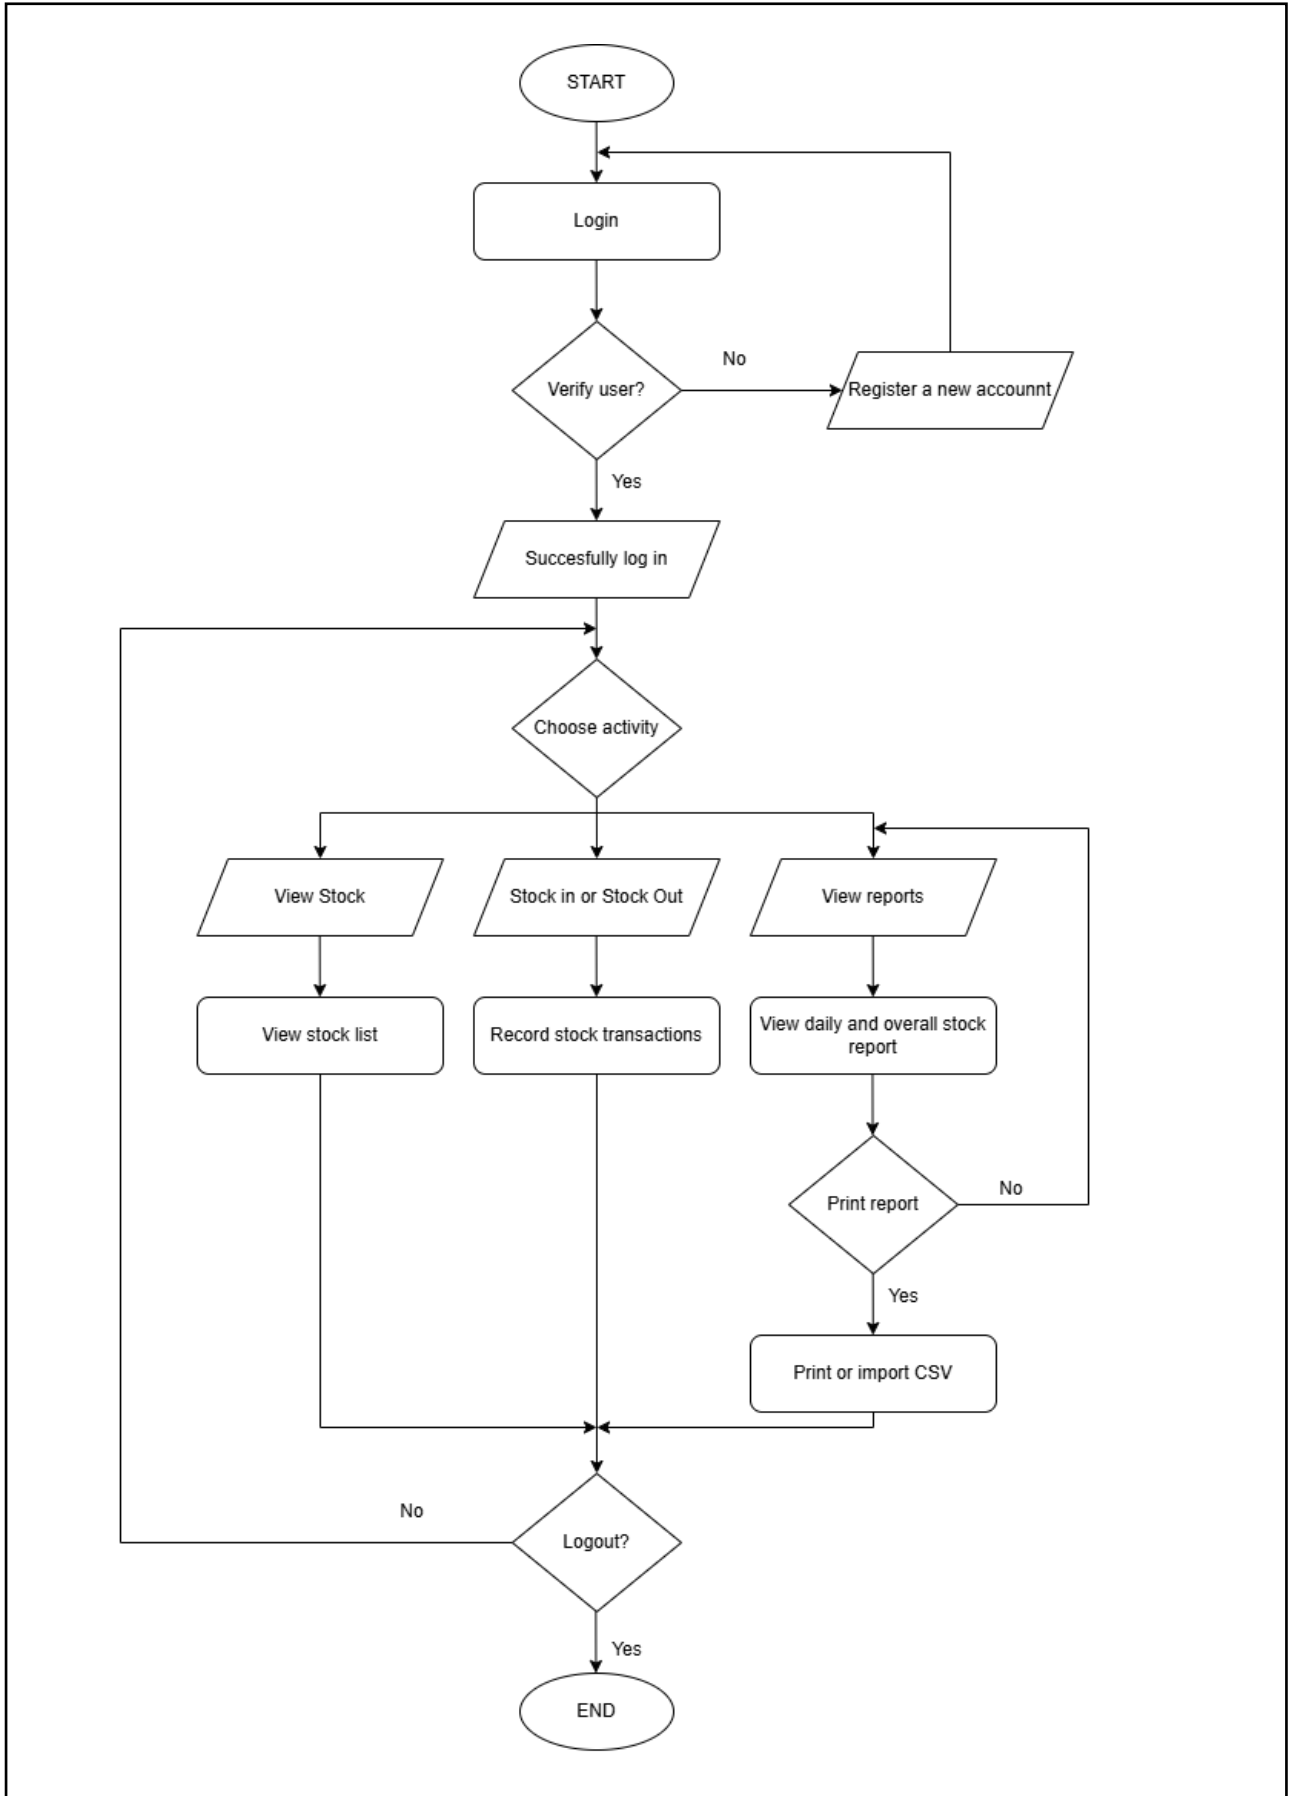 START
Login
Verify user?
No
Register a new accounnt
Yes
Succesfully log in
Choose activity
View Stock
Stock in or Stock Out
View reports
View stock list
Record stock transactions
View daily and overall stock
report
Print report
No
Yes
Print or import CSV
No
Logout?
Yes
END